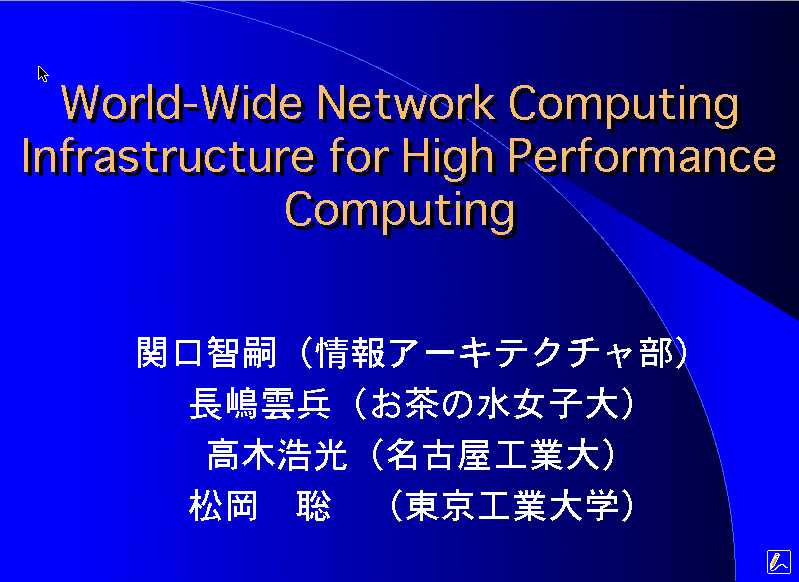 World-Wide Network Computing
Infrastructure for High Performance
Computing
関口智嗣（情報アーキテクチャ部）
長嶋雲兵（お茶の水女子大）
高木浩光（名古屋工業大）
松岡　聡　（東京工業大学）